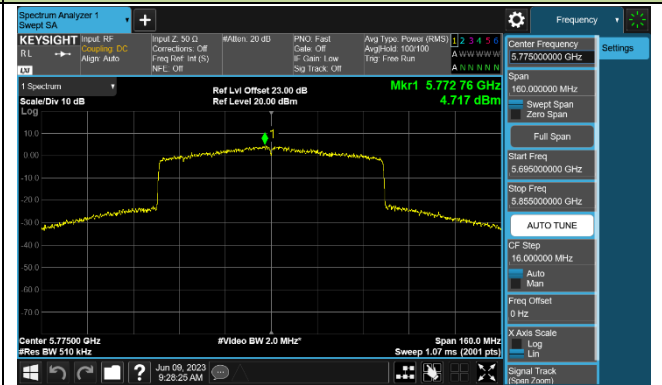 Spectrum Analyzer 1
Swept SA
Frequency
KEYSIGHT
RL
LXI
Input: RF
Coupling: DC
Align: Auto
Input Z: 50 Ω
Corrections: Off
Freq Ref: Int (S)
NFE: Off
#Atten: 20 dB
PNO: Fast
Gate: Off
IF Gain: Low
Sig Track: Off
Avg Type: Power (RMS)
Avg|Hold: 100/100
Trig: Free Run
1 2 3 4 5 6
A W W W W W
A N N N N N
Center Frequency
5.775000000 GHz
Settings
Span
160.000000 MHz
Swept Span
Zero Span
Full Span
Start Freq
5.695000000 GHz
Stop Freq
5.855000000 GHz
AUTO TUNE
CF Step
16.000000 MHz
Auto
Man
Freq Offset
0 Hz
X Axis Scale
Log
Lin
Signal Track
(Span Zoom)
1 Spectrum
Scale/Div 10 dB
Log
Ref Lvl Offset 23.00 dB
Ref Level 20.00 dBm
Mkr1 5.772 76 GHz
4.717 dBm
1
10.0
0.00
-10.0
-20.0
-30.0
-40.0
-50.0
-60.0
-70.0
Center 5.77500 GHz
#Res BW 510 kHz
#Video BW 2.0 MHz*
Span 160.0 MHz
Sweep 1.07 ms (2001 pts)
Jun 09, 2023
9:28:25 AM